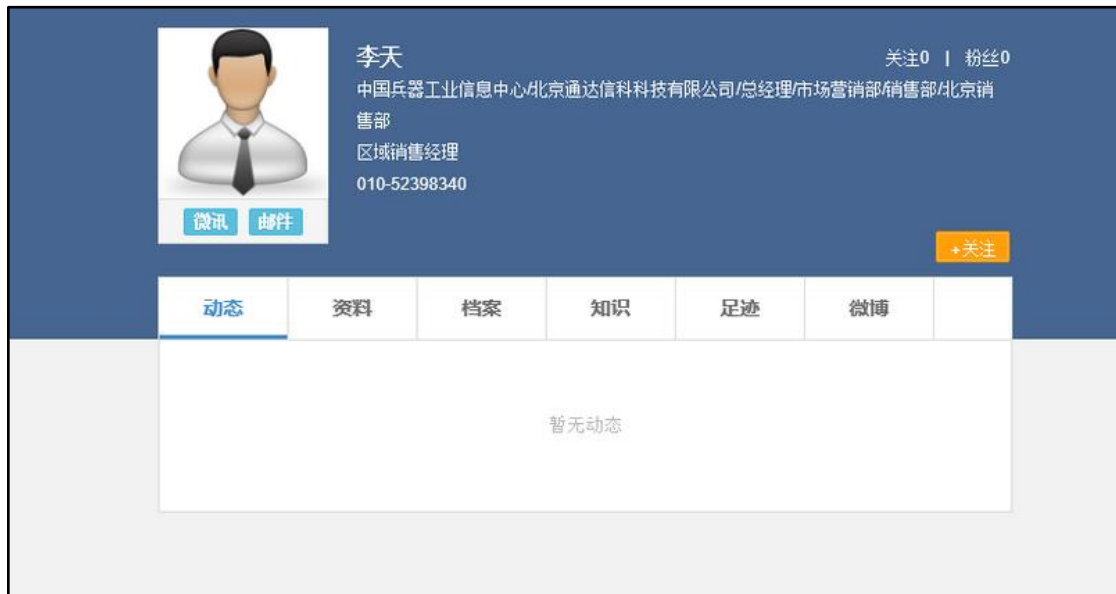 李天
关注0 | 粉丝0
中国兵器工业信息中心/北京通达信科科技有限公司/总经理/市场营销部/销售部/北京销
售部
区域销售经理
010-52398340
微讯 邮件
+关注
动态 资料 档案 知识 足迹 微博
暂无动态